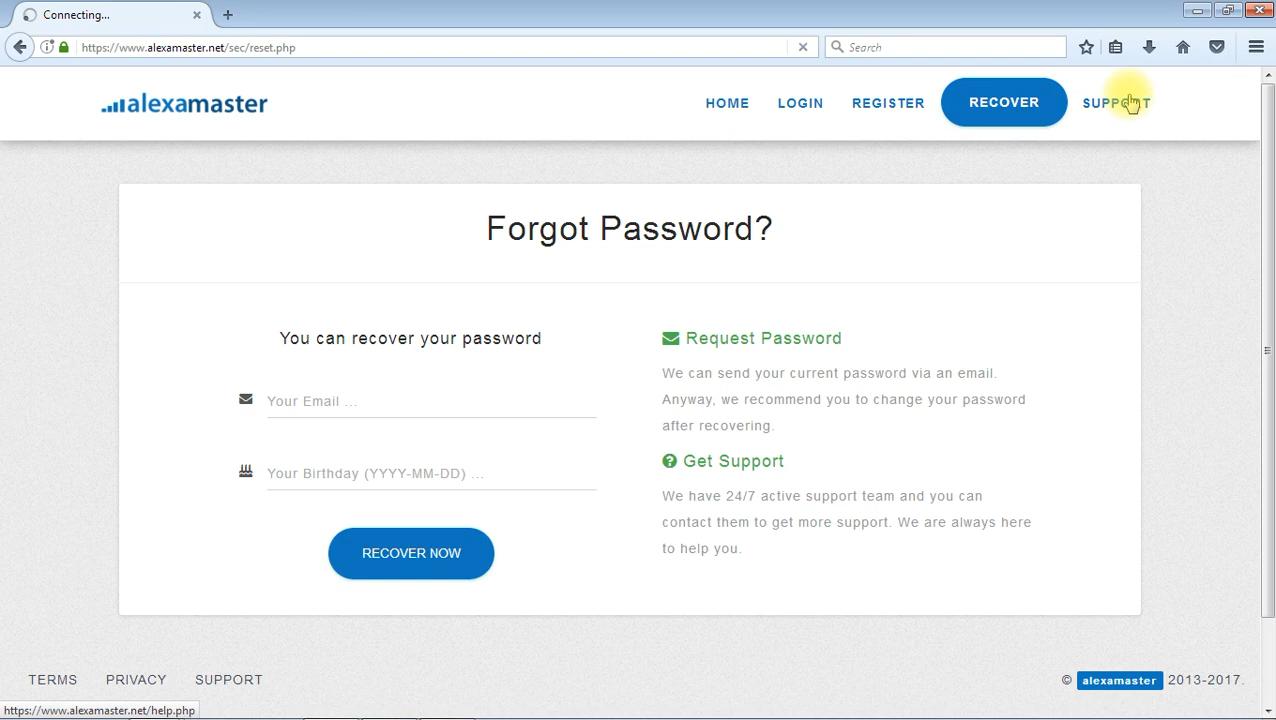 Connecting...
https://www.alexamaster.net/sec/reset.php
Search
alexamaster
HOME LOGIN REGISTER RECOVER SUPPORT
Forgot Password?
You can recover your password
Your Email ...
Your Birthday (YYYY-MM-DD) ...
RECOVER NOW
Request Password
We can send your current password via an email.
Anyway, we recommend you to change your password
after recovering.
Get Support
We have 24/7 active support team and you can
contact them to get more support. We are always here
to help you.
TERMS PRIVACY SUPPORT
© alexamaster 2013-2017.
https://www.alexamaster.net/help.php